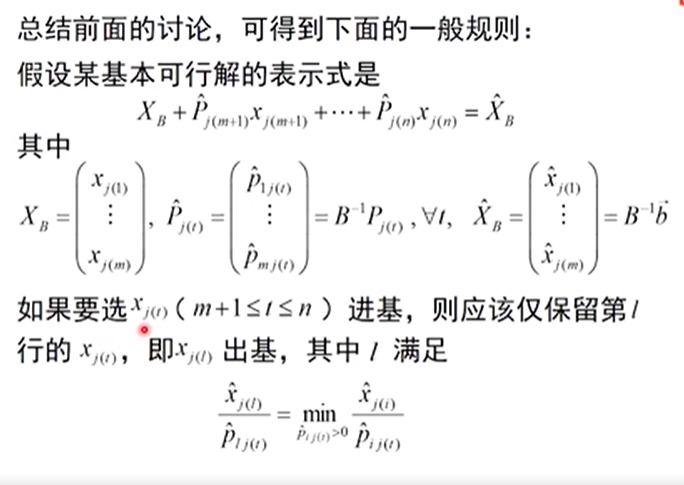 总结前面的讨论，可得到下面的一般规则：
假设某基本可行解的表示式是
$X_B + \hat{P}_{j(m+1)} x_{j(m+1)} + \cdots + \hat{P}_{j(n)} x_{j(n)} = \hat{X}_B$
其中
$X_B = \begin{pmatrix} x_{j(1)} \\ \vdots \\ x_{j(m)} \end{pmatrix}, \hat{P}_{j(t)} = \begin{pmatrix} \hat{p}_{1j(t)} \\ \vdots \\ \hat{p}_{mj(t)} \end{pmatrix} = B^{-1} P_{j(t)}, \forall t, \hat{X}_B = \begin{pmatrix} \hat{x}_{j(1)} \\ \vdots \\ \hat{x}_{j(m)} \end{pmatrix} = B^{-1} \vec{b}$
如果要选 $x_{j(t)}$（$m+1 \le t \le n$）进基，则应该仅保留第 $l$
行的 $x_{j(t)}$，即 $x_{j(l)}$ 出基，其中 $l$ 满足
$\frac{\hat{x}_{j(l)}}{\hat{p}_{lj(t)}} = \min_{\hat{p}_{ij(t)} > 0} \frac{\hat{x}_{j(i)}}{\hat{p}_{ij(t)}}$